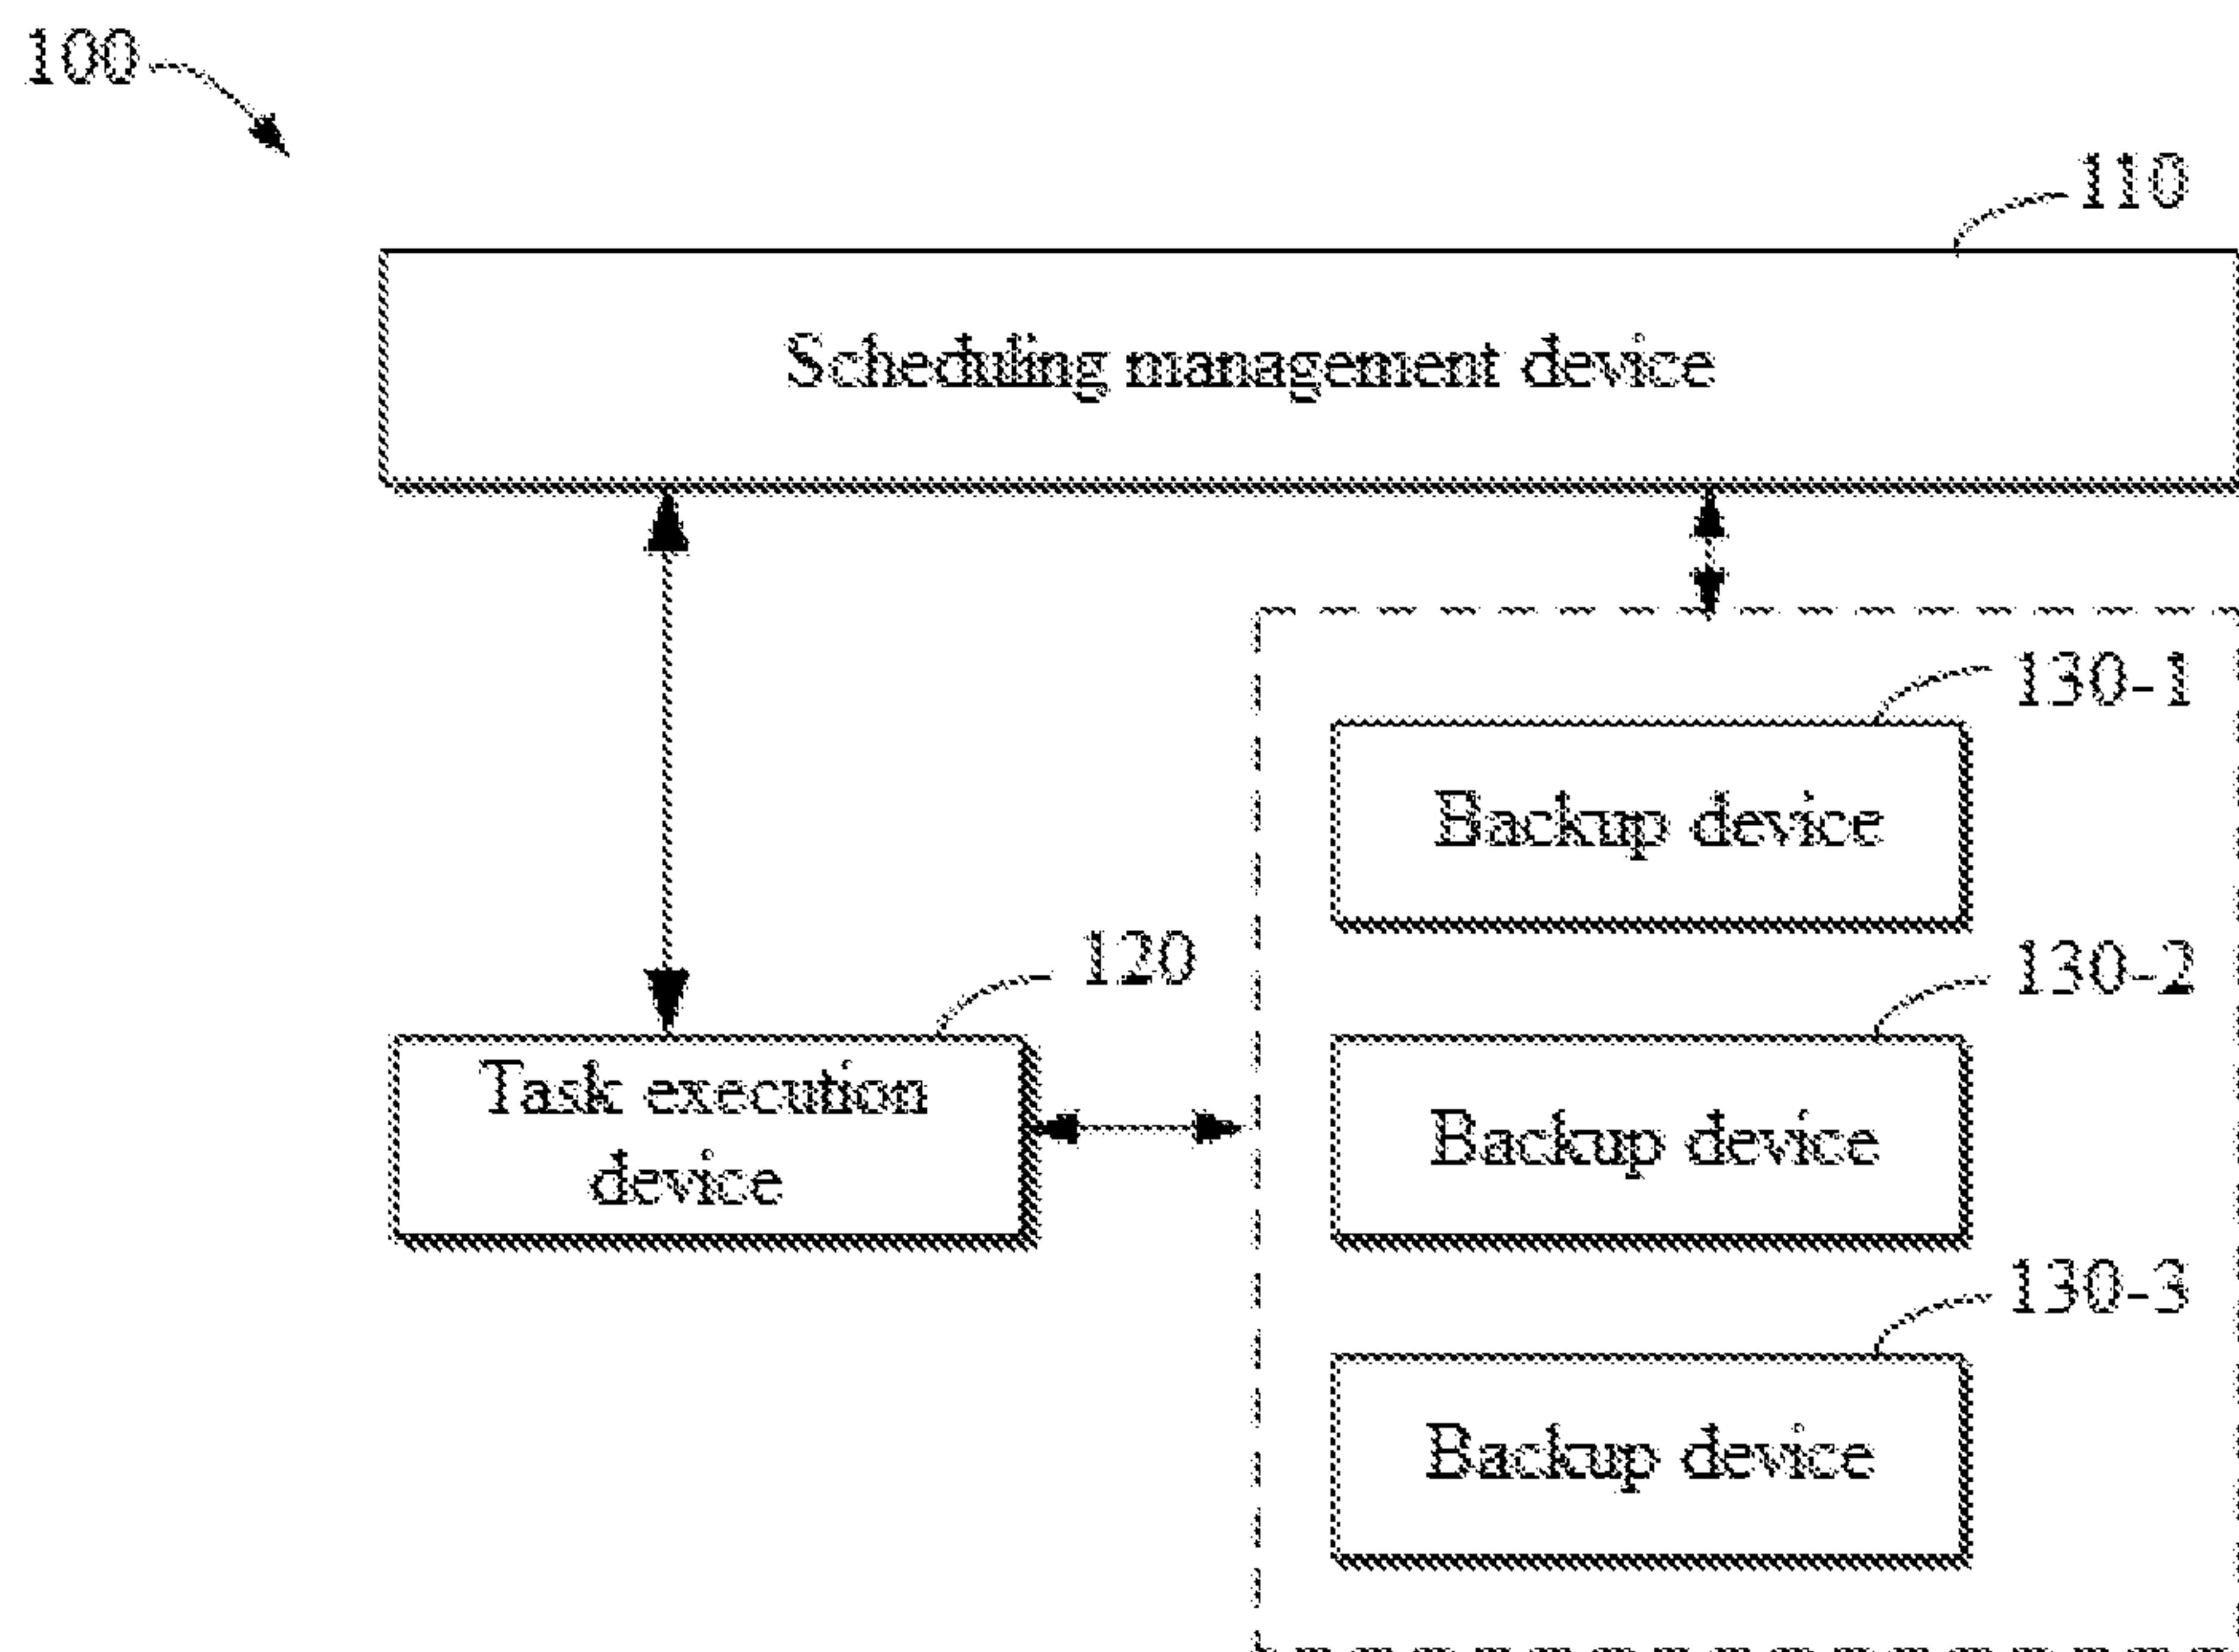 100
110
Scheduling management device
130-1
Backup device
120
130-2
Task execution
device
Backup device
130-3
Backup device